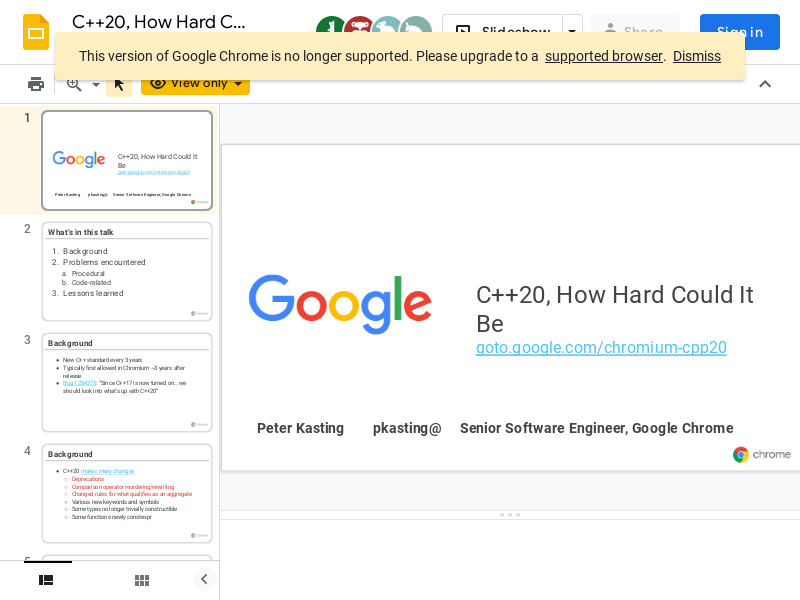 C++20, How Hard C...
Slideshow
Share
Sign in
This version of Google Chrome is no longer supported. Please upgrade to a supported browser. Dismiss
View only
1
Google
C++20, How Hard Could It
Be
goto.google.com/chromium-cpp20
Peter Kasting pkasting@ Senior Software Engineer, Google Chrome
2
What's in this talk
1. Background
2. Problems encountered
a. Procedural
b. Code-related
3. Lessons learned
3
Background
● New C++ standard every 3 years
● Typically first allowed in Chromium ~3 years after
release
● Bug 1284275: "Since C++17 is now turned on... we
should look into what's up with C++20"
4
Background
● C++20 makes many changes
○ Deprecations
○ Comparison operator reordering/rewriting
○ Changed rules for what qualifies as an aggregate
○ Various new keywords and symbols
○ Some types no longer trivially constructible
○ Some functions newly constexpr
5
Google
C++20, How Hard Could It
Be
goto.google.com/chromium-cpp20
Peter Kasting pkasting@ Senior Software Engineer, Google Chrome
chrome